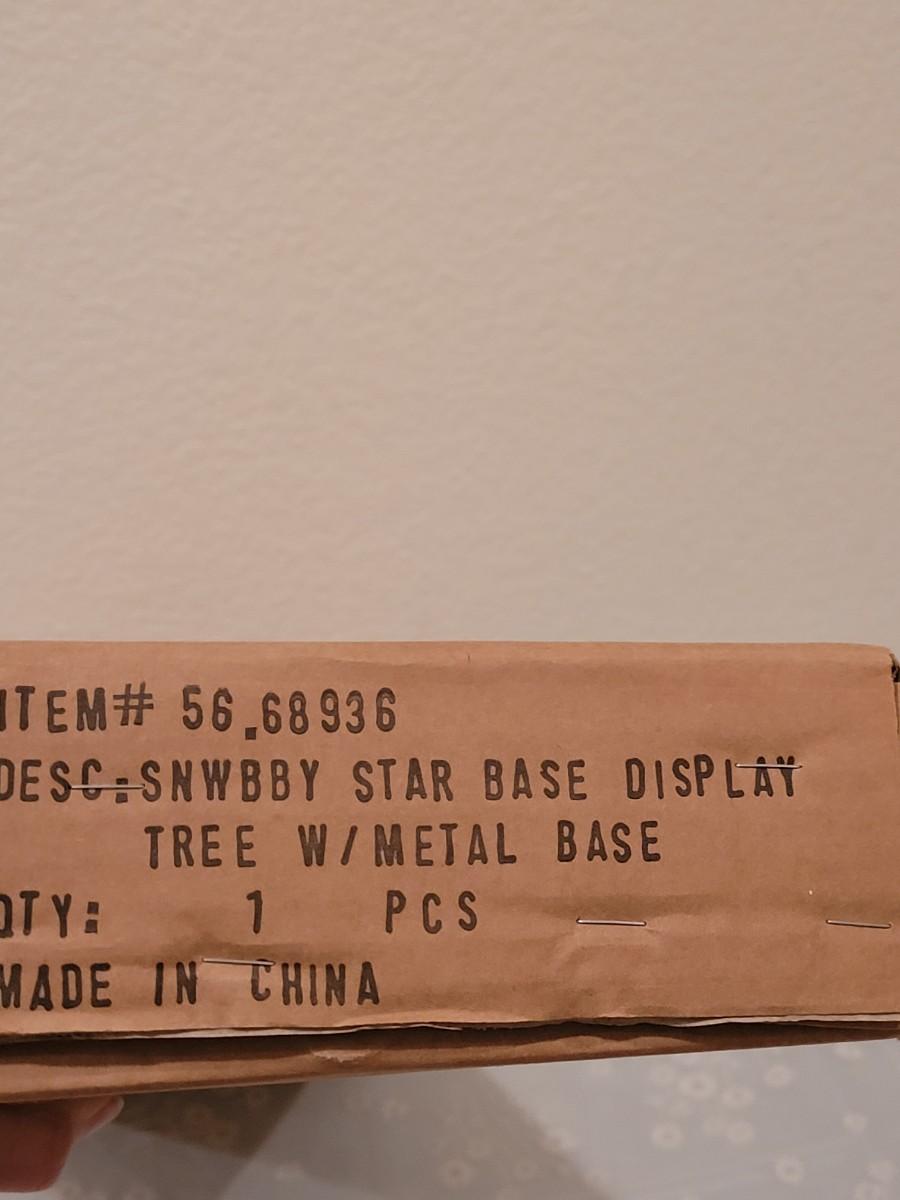 ITEM# 56.68936
DESC:SNWBBY STAR BASE DISPLAY
TREE W/METAL BASE
QTY: 1 PCS
MADE IN CHINA